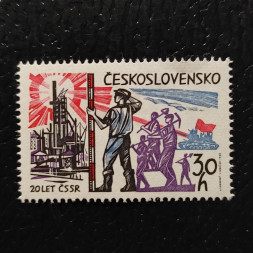 ČESKOSLOVENSKO
20 LET ČSSR
30
h